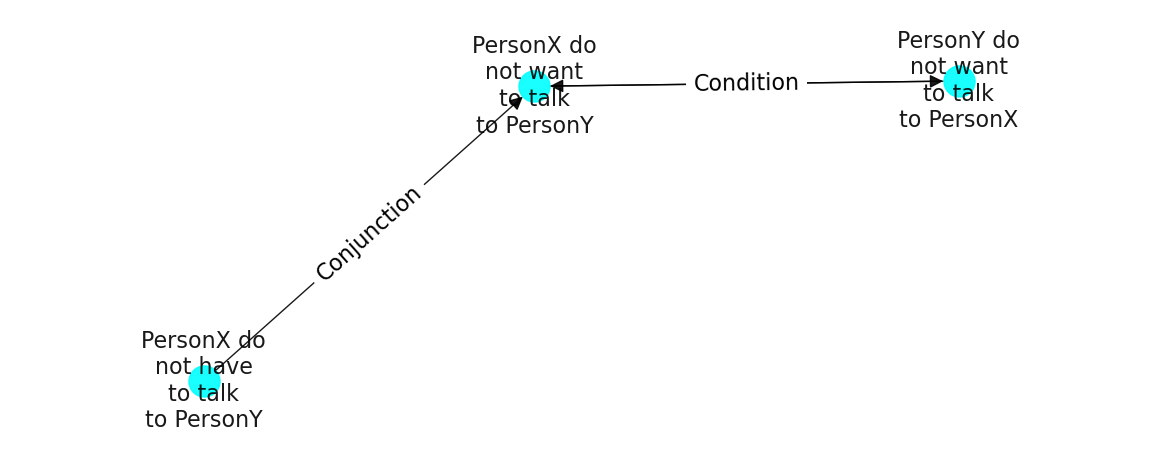 PersonX do
not want
to talk
to PersonY
Condition
PersonY do
not want
to talk
to PersonX
Conjunction
PersonX do
not have
to talk
to PersonY